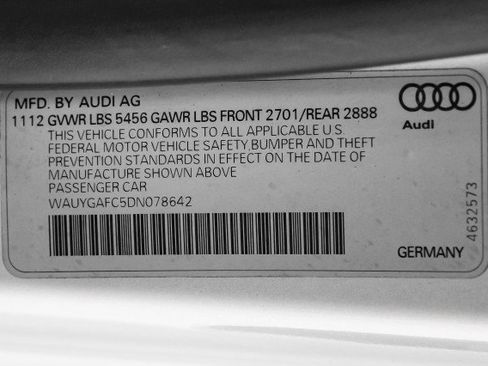 MFD. BY AUDI AG
1112 GVWR LBS 5456 GAWR LBS FRONT 2701/REAR 2888
THIS VEHICLE CONFORMS TO ALL APPLICABLE U S
FEDERAL MOTOR VEHICLE SAFETY,BUMPER AND THEFT
PREVENTION STANDARDS IN EFFECT ON THE DATE OF
MANUFACTURE SHOWN ABOVE
PASSENGER CAR
WAUYGAFC5DN078642
Audi
4632573
GERMANY